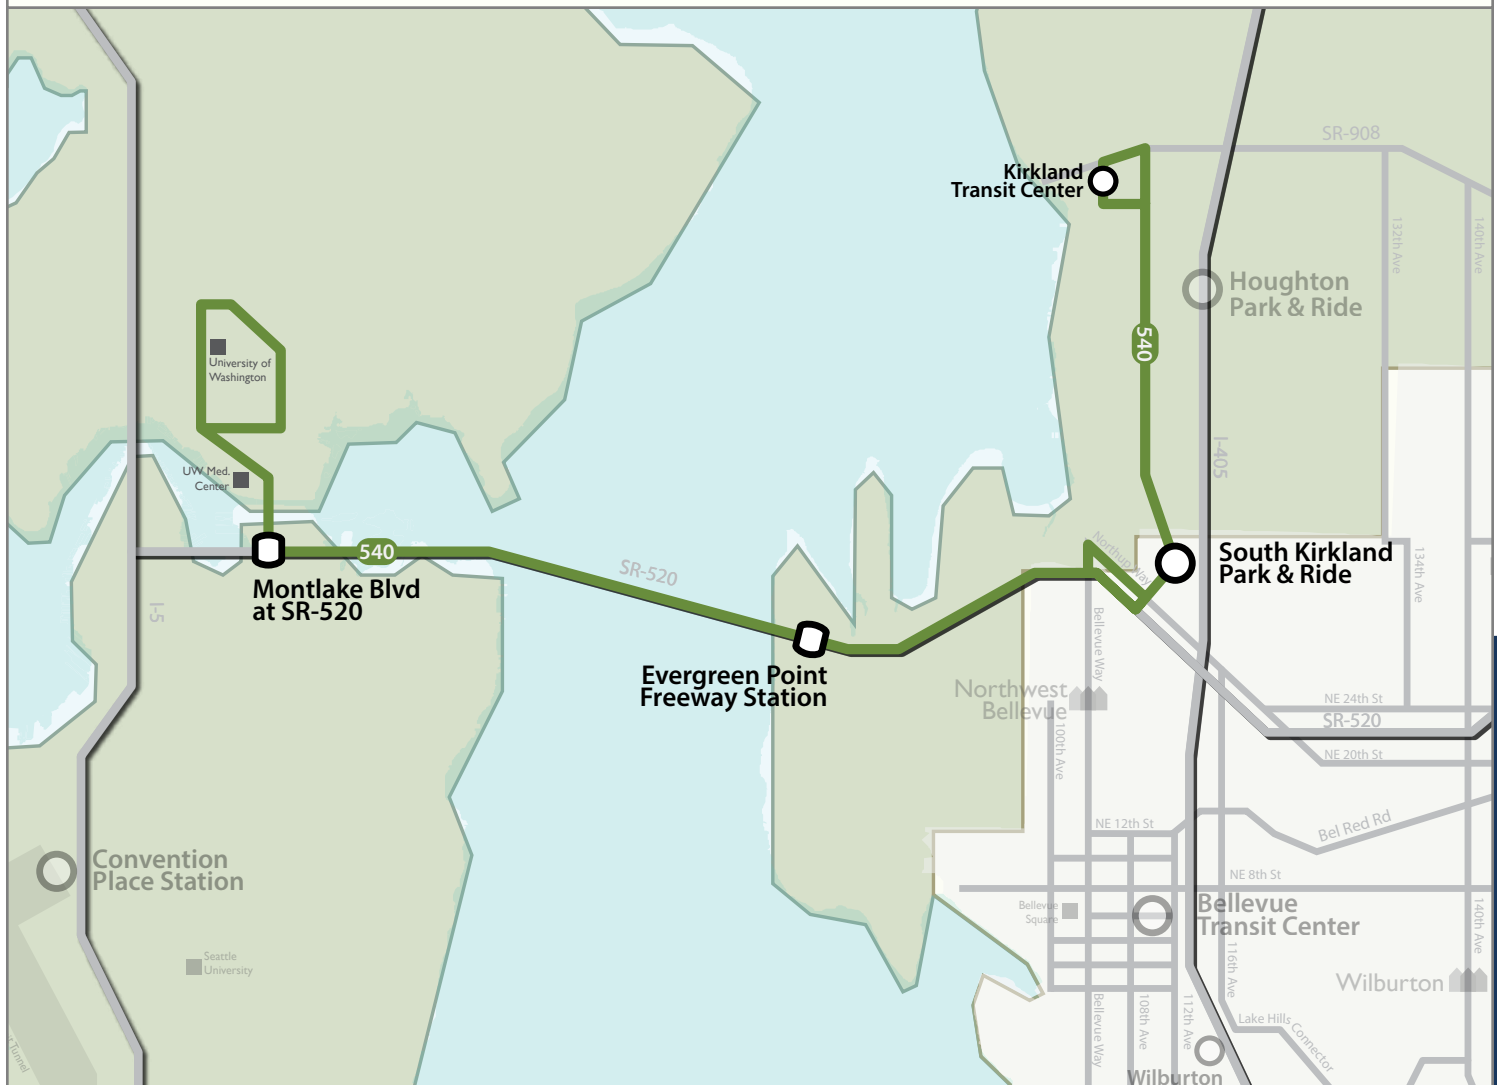 SR-908
Kirkland
Transit Center
132th Ave
140th Ave
Houghton
Park & Ride
540
University of
Washington
I-405
UW Med.
Center
540
SR-520
Northup Way
South Kirkland
Park & Ride
134th Ave
Montlake Blvd
at SR-520
I-5
Bellevue Way
Evergreen Point
Freeway Station
Northwest
Bellevue
100th Ave
NE 24th St
SR-520
NE 20th St
NE 12th St
Bel Red Rd
Convention
Place Station
NE 8th St
Bellevue
Square
Bellevue
Transit Center
140th Ave
116th Ave
Seattle
University
Wilburton
Bellevue Way
108th Ave
112th Ave
Lake Hills Connector
r Tunnel
Wilburton